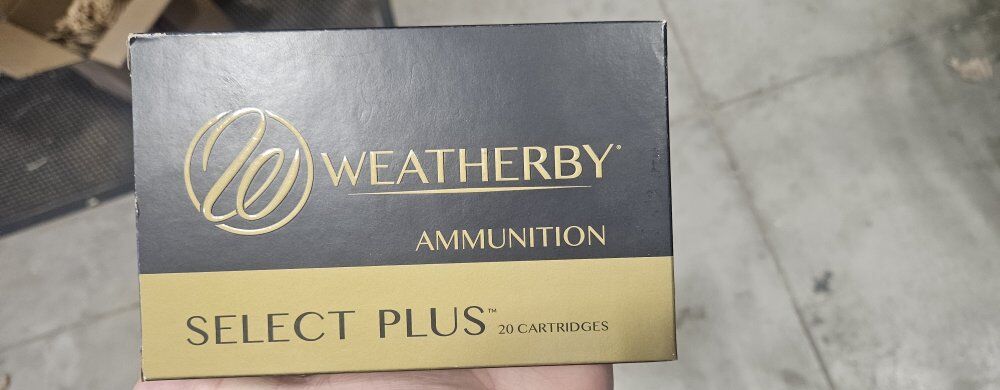 WEATHERBY®
AMMUNITION
SELECT PLUS™ 20 CARTRIDGES